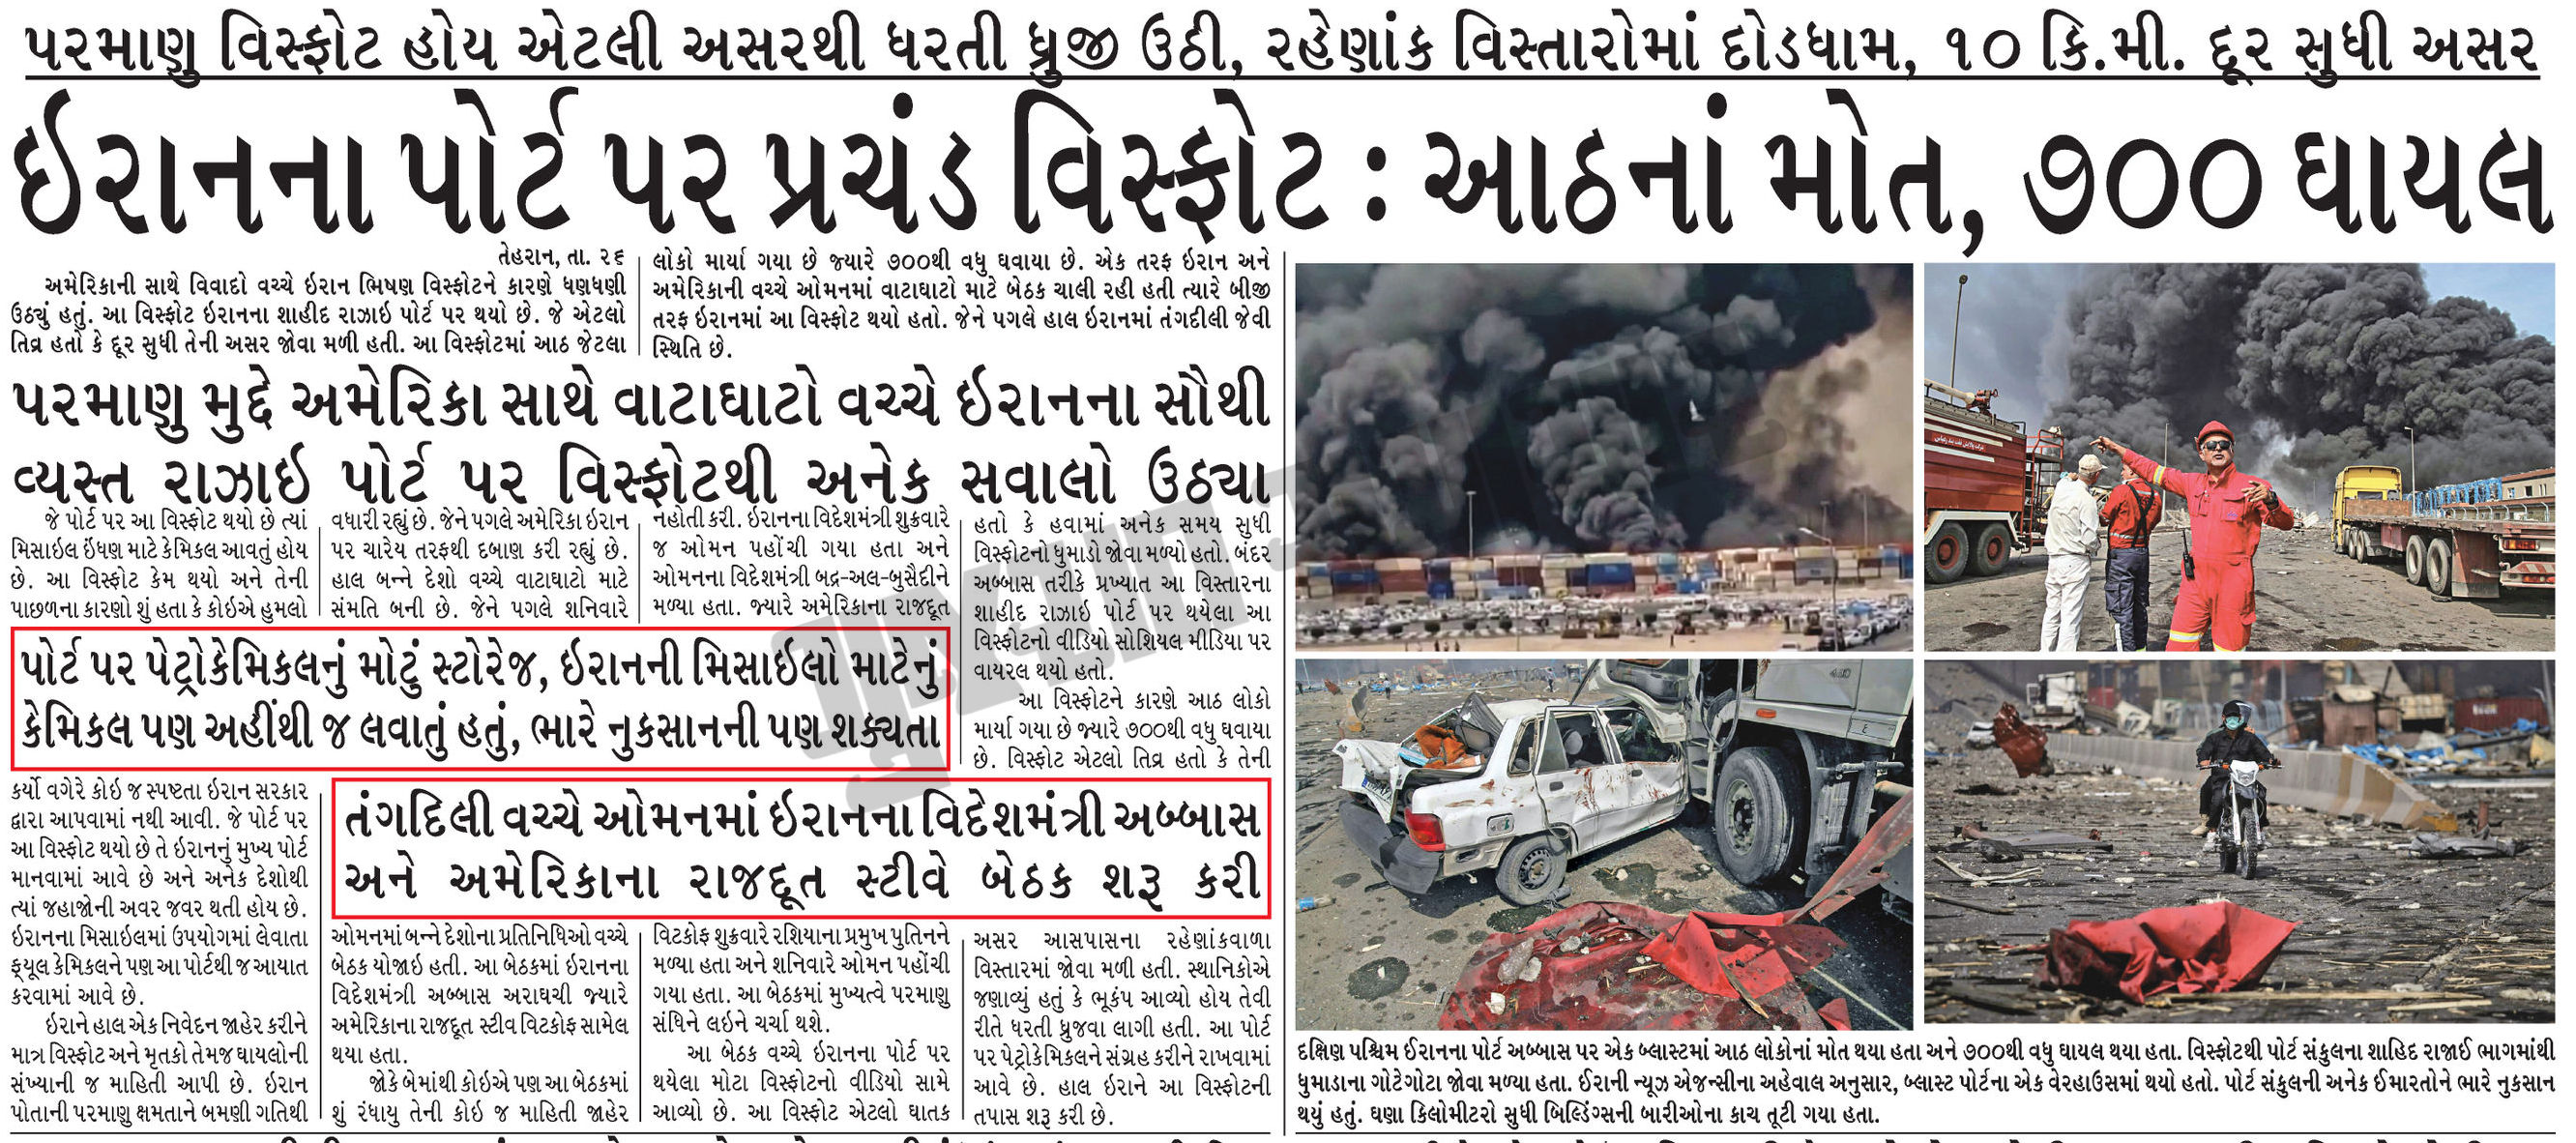 પરમાણુ વિસ્ફોટ હોય એટલી અસરથી ધરતી ધ્રુજી ઉઠી, રહેણાંક વિસ્તારોમાં દોડધામ, ૧૦ કિ.મી. દૂર સુધી અસર
ઈરાનના પોર્ટ પર પ્રચંડ વિસ્ફોટ : આઠનાં મોત, ૭૦૦ ઘાયલ
તેહરાન, તા. ૨૬
અમેરિકાની સાથે વિવાદો વચ્ચે ઇરાન ભિષણ વિસ્ફોટને કારણે ધણધણી
ઉઠ્યું હતું. આ વિસ્ફોટ ઇરાનના શાહીદ રાઝાઇ પોર્ટ પર થયો છે. જે એટલો
તિવ્ર હતો કે દૂર સુધી તેની અસર જોવા મળી હતી. આ વિસ્ફોટમાં આઠ જેટલા
લોકો માર્યા ગયા છે જ્યારે ૭૦૦થી વધુ ઘવાયા છે. એક તરફ ઇરાન અને
અમેરિકાની વચ્ચે ઓમનમાં વાટાઘાટો માટે બેઠક ચાલી રહી હતી ત્યારે બીજી
તરફ ઇરાનમાં આ વિસ્ફોટ થયો હતો. જેને પગલે હાલ ઇરાનમાં તંગદીલી જેવી
સ્થિતિ છે.
પરમાણુ મુદ્દે અમેરિકા સાથે વાટાઘાટો વચ્ચે ઇરાનના સૌથી
વ્યસ્ત રાઝાઇ પોર્ટ પર વિસ્ફોટથી અનેક સવાલો ઉઠ્યા
જે પોર્ટ પર આ વિસ્ફોટ થયો છે ત્યાં
મિસાઇલ ઇંધણ માટે કેમિકલ આવતું હોય
છે. આ વિસ્ફોટ કેમ થયો અને તેની
પાછળના કારણો શું હતા કે કોઇએ હુમલો
પોર્ટ પર પેટ્રોકેમિકલનું મોટું સ્ટોરેજ, ઇરાનની મિસાઇલો માટેનું
કેમિકલ પણ અહીંથી જ લવાતું હતું, ભારે નુકસાનની પણ શક્યતા
કર્યો વગેરે કોઇ જ સ્પષ્ટતા ઇરાન સરકાર
દ્વારા આપવામાં નથી આવી. જે પોર્ટ પર
આ વિસ્ફોટ થયો છે તે ઇરાનનું મુખ્ય પોર્ટ
માનવામાં આવે છે અને અનેક દેશોથી
ત્યાં જહાજોની અવર જવર થતી હોય છે.
ઇરાનના મિસાઇલમાં ઉપયોગમાં લેવાતા
ફ્યૂલ કેમિકલને પણ આ પોર્ટથી જ આયાત
કરવામાં આવે છે.
ઇરાને હાલ એક નિવેદન જાહેર કરીને
માત્ર વિસ્ફોટ અને મૃતકો તેમજ ઘાયલોની
સંખ્યાની જ માહિતી આપી છે. ઇરાન
પોતાની પરમાણુ ક્ષમતાને બમણી ગતિથી
વધારી રહ્યું છે. જેને પગલે અમેરિકા ઇરાન
પર ચારેય તરફથી દબાણ કરી રહ્યું છે.
હાલ બન્ને દેશો વચ્ચે વાટાઘાટો માટે
સંમતિ બની છે. જેને પગલે શનિવારે
તંગદિલી વચ્ચે ઓમનમાં ઇરાનના વિદેશમંત્રી અબ્બાસ
અને અમેરિકાના રાજદૂત સ્ટીવે બેઠક શરૂ કરી
ઓમનમાં બન્ને દેશોના પ્રતિનિધિઓ વચ્ચે
બેઠક યોજાઇ હતી. આ બેઠકમાં ઇરાનના
વિદેશમંત્રી અબ્બાસ અરાઘચી જ્યારે
અમેરિકાના રાજદૂત સ્ટીવ વિટકોફ સામેલ
થયા હતા.
જોકે બેમાંથી કોઇએ પણ આ બેઠકમાં
શું રંધાયુ તેની કોઇ જ માહિતી જાહેર
નહોતી કરી. ઇરાનના વિદેશમંત્રી શુક્રવારે
જ ઓમન પહોંચી ગયા હતા અને
ઓમનના વિદેશમંત્રી બદ્ર-અલ-બુસૈદીને
મળ્યા હતા. જ્યારે અમેરિકાના રાજદૂત
વિટકોફ શુક્રવારે રશિયાના પ્રમુખ પુતિનને
મળ્યા હતા અને શનિવારે ઓમન પહોંચી
ગયા હતા. આ બેઠકમાં મુખ્યત્વે પરમાણુ
સંધિને લઇને ચર્ચા થશે.
આ બેઠક વચ્ચે ઇરાનના પોર્ટ પર
થયેલા મોટા વિસ્ફોટનો વીડિયો સામે
આવ્યો છે. આ વિસ્ફોટ એટલો ઘાતક
હતો કે હવામાં અનેક સમય સુધી
વિસ્ફોટનો ધુમાડો જોવા મળ્યો હતો. બંદર
અબ્બાસ તરીકે પ્રખ્યાત આ વિસ્તારના
શાહીદ રાઝાઇ પોર્ટ પર થયેલા આ
વિસ્ફોટનો વીડિયો સોશિયલ મીડિયા પર
વાયરલ થયો હતો.
આ વિસ્ફોટને કારણે આઠ લોકો
માર્યા ગયા છે જ્યારે ૭૦૦થી વધુ ઘવાયા
છે. વિસ્ફોટ એટલો તિવ્ર હતો કે તેની
અસર આસપાસના રહેણાંકવાળા
વિસ્તારમાં જોવા મળી હતી. સ્થાનિકોએ
જણાવ્યું હતું કે ભૂકંપ આવ્યો હોય તેવી
રીતે ધરતી ધ્રુજવા લાગી હતી. આ પોર્ટ
પર પેટ્રોકેમિકલને સંગ્રહ કરીને રાખવામાં
આવે છે. હાલ ઇરાને આ વિસ્ફોટની
તપાસ શરૂ કરી છે.
દક્ષિણ પશ્ચિમ ઈરાનના પોર્ટ અબ્બાસ પર એક બ્લાસ્ટમાં આઠ લોકોનાં મોત થયા હતા અને ૭૦૦થી વધુ ઘાયલ થયા હતા. વિસ્ફોટથી પોર્ટ સંકુલના શાહિદ રાજાઈ ભાગમાંથી
ધુમાડાના ગોટેગોટા જોવા મળ્યા હતા. ઈરાની ન્યૂઝ એજન્સીના અહેવાલ અનુસાર, બ્લાસ્ટ પોર્ટના એક વેરહાઉસમાં થયો હતો. પોર્ટ સંકુલની અનેક ઈમારતોને ભારે નુકસાન
થયું હતું. ઘણા કિલોમીટરો સુધી બિલ્ડિંગ્સની બારીઓના કાચ તૂટી ગયા હતા.